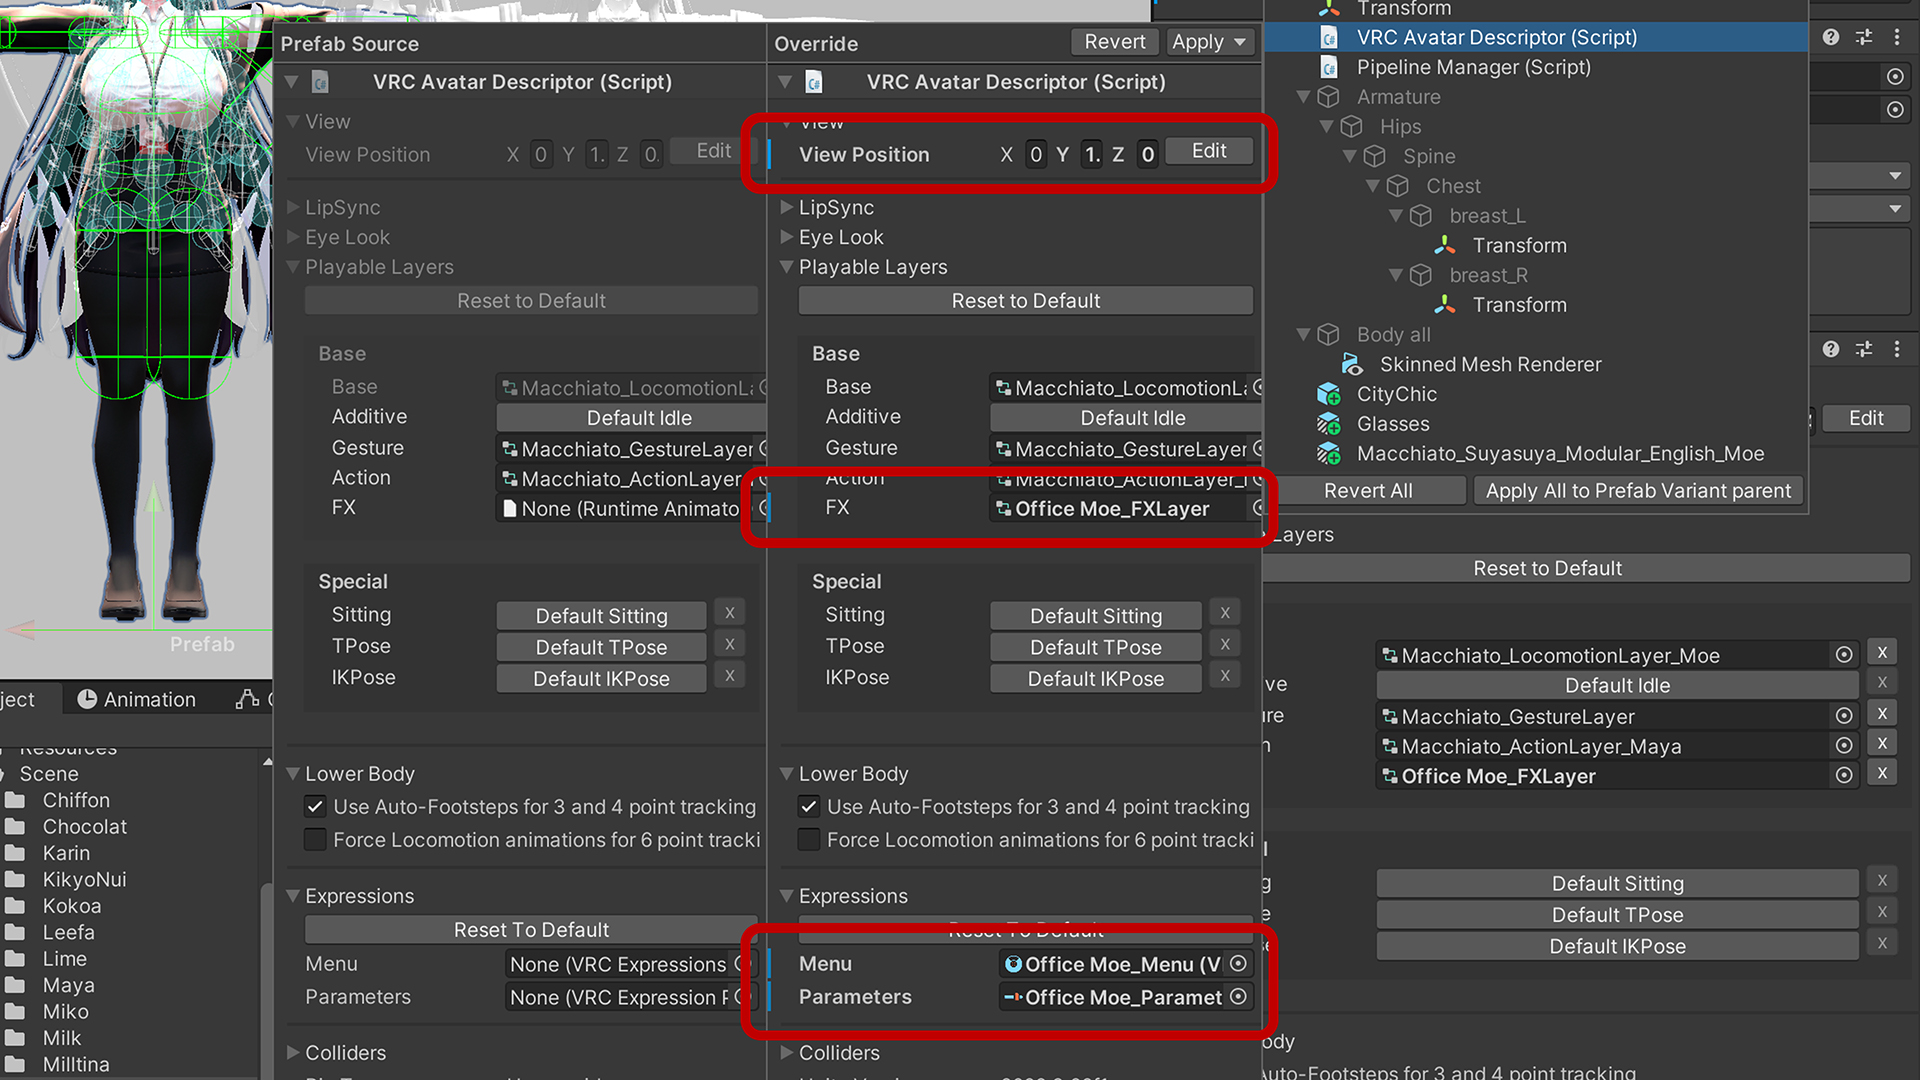 Prefab Source
VRC Avatar Descriptor (Script)
View
View Position X 0 Y 1. Z 0. Edit
LipSync
Eye Look
Playable Layers
Reset to Default
Base
Base Macchiato_LocomotionLa
Additive Default Idle
Gesture Macchiato_GestureLayer
Action Macchiato_ActionLayer
FX None (Runtime Animato
Special
Sitting Default Sitting X
TPose Default TPose X
IKPose Default IKPose X
Lower Body
Use Auto-Footsteps for 3 and 4 point tracking
Force Locomotion animations for 6 point tracki
Expressions
Reset To Default
Menu None (VRC Expressions
Parameters None (VRC Expression P
Colliders
Override Revert Apply
VRC Avatar Descriptor (Script)
View
View Position X 0 Y 1. Z 0 Edit
LipSync
Eye Look
Playable Layers
Reset to Default
Base
Base Macchiato_LocomotionLa
Additive Default Idle
Gesture Macchiato_GestureLayer
Action Macchiato_ActionLayer_
FX Office Moe_FXLayer
Special
Sitting Default Sitting X
TPose Default TPose X
IKPose Default IKPose X
Lower Body
Use Auto-Footsteps for 3 and 4 point tracking
Force Locomotion animations for 6 point tracki
Expressions
Reset To Default
Menu Office Moe_Menu (V
Parameters Office Moe_Paramet
Colliders
Transform
VRC Avatar Descriptor (Script)
Pipeline Manager (Script)
Armature
Hips
Spine
Chest
breast_L
Transform
breast_R
Transform
Body all
Skinned Mesh Renderer
CityChic
Glasses
Macchiato_Suyasuya_Modular_English_Moe
Revert All Apply All to Prefab Variant parent
Edit
Layers
Reset to Default
Macchiato_LocomotionLayer_Moe X
ve Default Idle X
ure Macchiato_GestureLayer X
n Macchiato_ActionLayer_Maya X
Office Moe_FXLayer X
l
g Default Sitting X
e Default TPose X
se Default IKPose X
ody
Auto-Footsteps for 3 and 4 point tracking
Prefab
ject Animation
Resources
Scene
Chiffon
Chocolat
Karin
KikyoNui
Kokoa
Leefa
Lime
Maya
Miko
Milk
Milltina